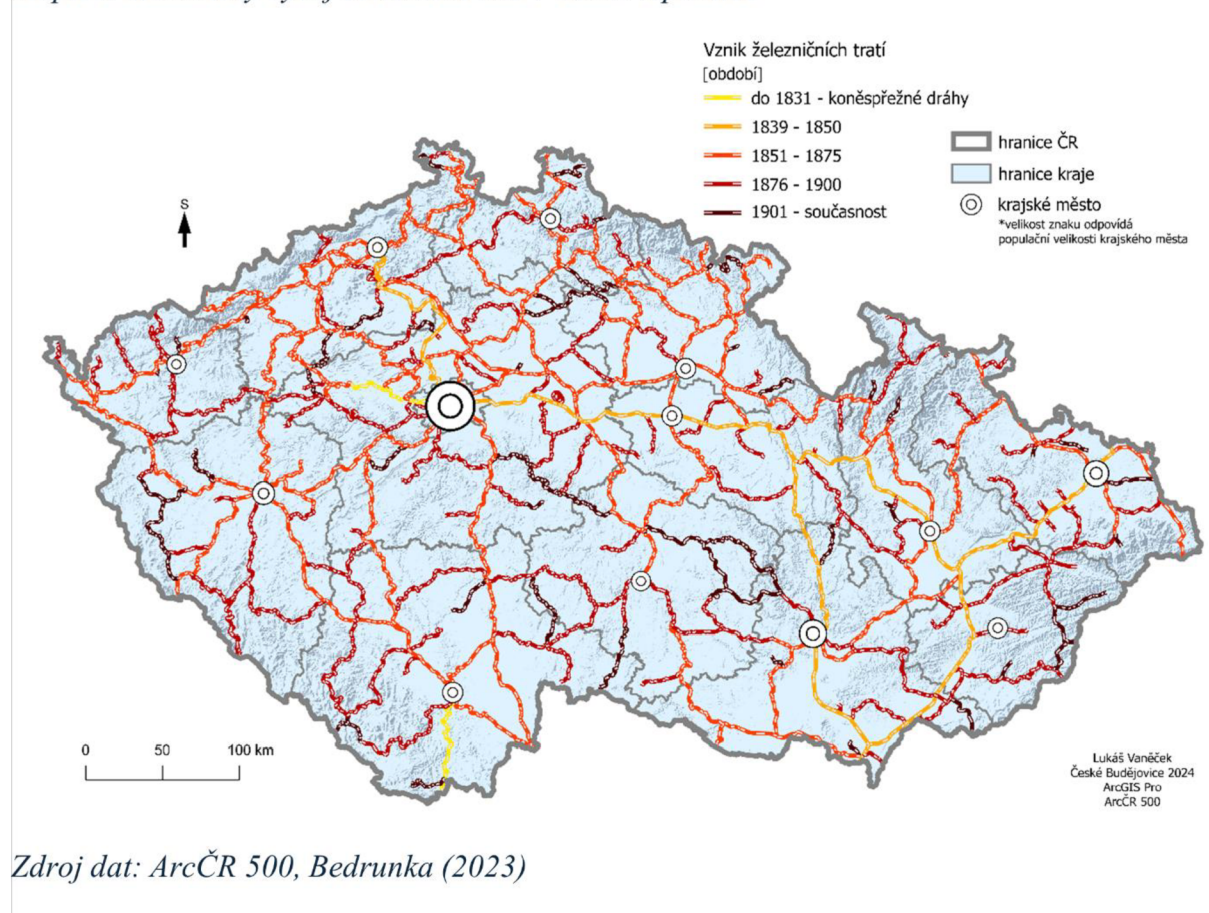 Vznik železničních tratí
[období]
do 1831 - koněspřežné dráhy
1839 - 1850
1851 - 1875
1876 - 1900
1901 - současnost
hranice ČR
hranice kraje
krajské město
*velikost znaku odpovídá
populační velikosti krajského města
S
0 50 100 km
Lukáš Vaněček
České Budějovice 2024
ArcGIS Pro
ArcČR 500
Zdroj dat: ArcČR 500, Bedrunka (2023)